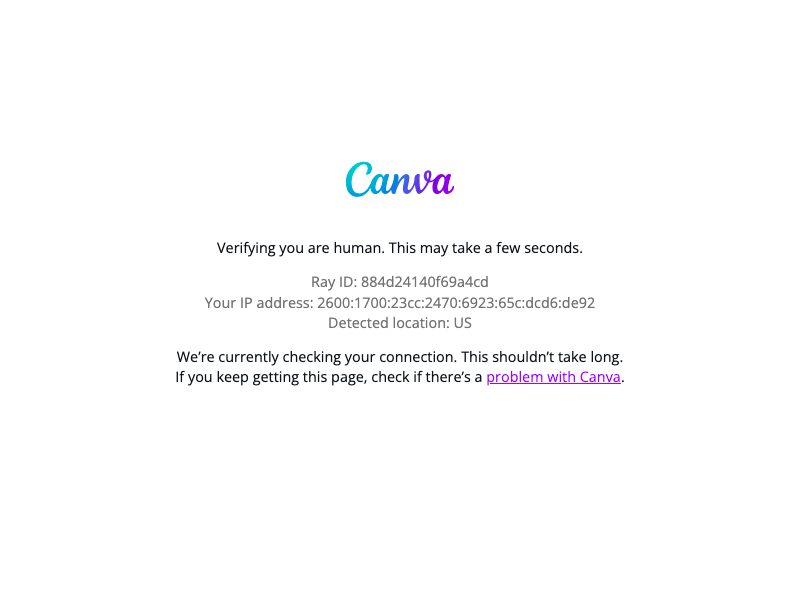 Canva
Verifying you are human. This may take a few seconds.
Ray ID: 884d24140f69a4cd
Your IP address: 2600:1700:23cc:2470:6923:65c:dcd6:de92
Detected location: US
We’re currently checking your connection. This shouldn’t take long.
If you keep getting this page, check if there’s a problem with Canva.